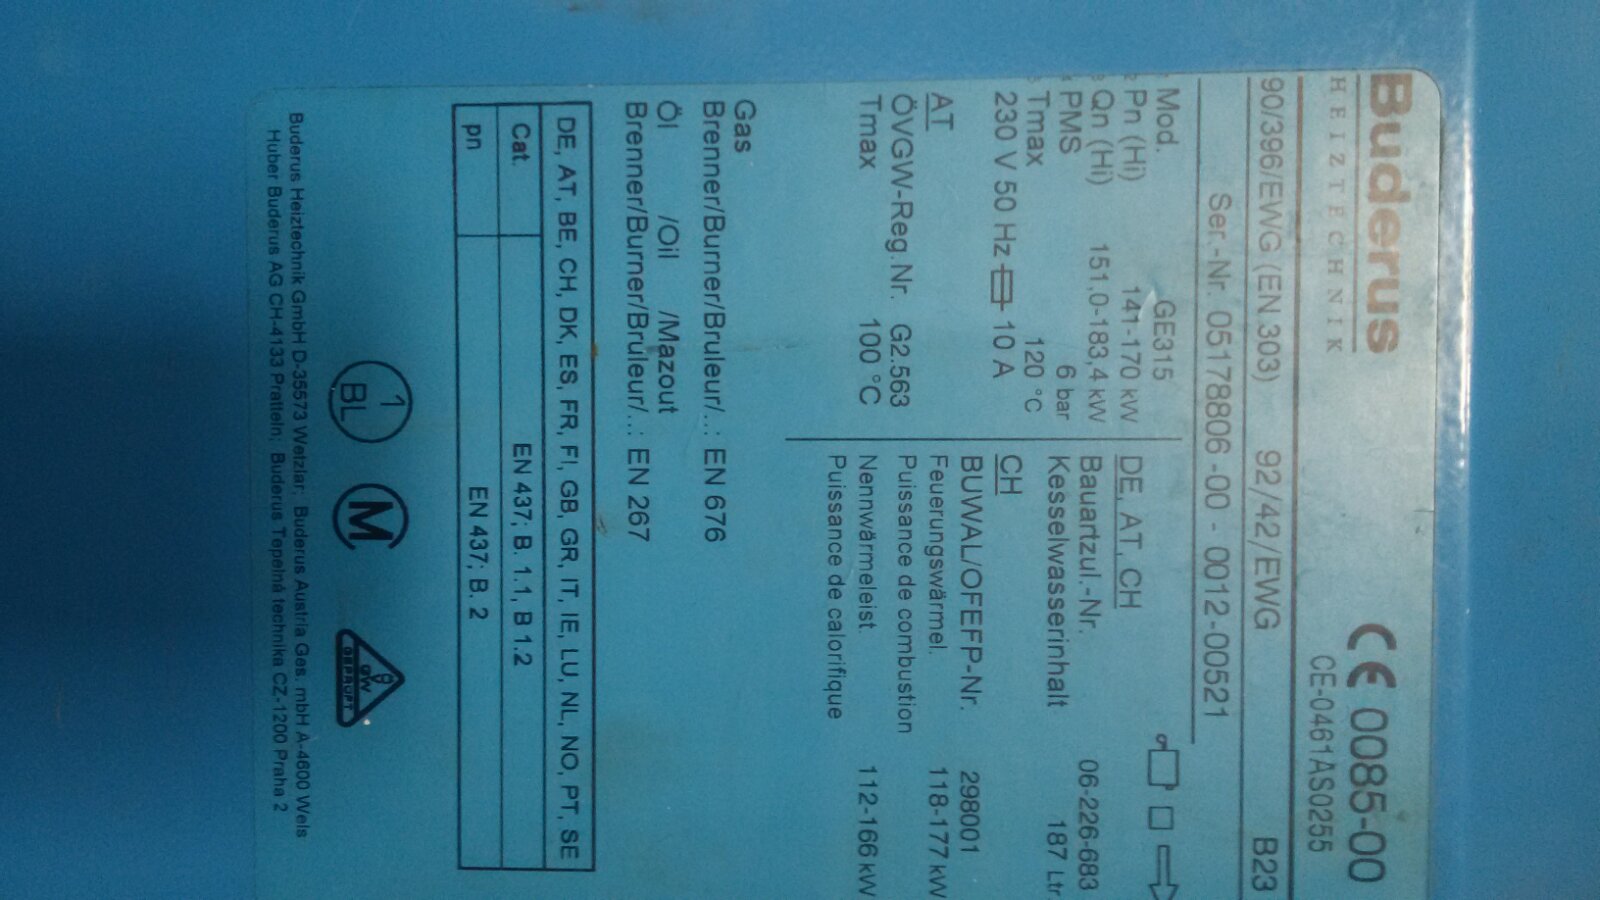 Buderus
HEIZTECHNIK
CE 0085-00
CE-0461AS0255
90/396/EWG (EN 303) 92/42/EWG B23
Ser.-Nr. 05178806-00-0012-00521
Mod. GE315
Pn (Hi) 141-170 kW
Qn (Hi) 151,0-183,4 kW
PMS 6 bar
Tmax 120 °C
230 V 50 Hz 10 A
AT
ÖVGW-Reg.Nr. G2.563
Tmax 100 °C
DE, AT, CH
Bauartzul.-Nr. 06-226-683
Kesselwasserinhalt 187 Ltr
CH
BUWAL/OFEFP-Nr. 298001
Feuerungswärmel. 118-177 kW
Puissance de combustion
Nennwärmeleist. 112-166 kW
Puissance de calorifique
Gas
Brenner/Burner/Bruleur/..: EN 676
Öl /Oil /Mazout
Brenner/Burner/Bruleur/..: EN 267
DE, AT, BE, CH, DK, ES, FR, FI, GB, GR, IT, IE, LU, NL, NO, PT, SE
Cat. EN 437; B. 1.1, B 1.2
pn EN 437; B. 2
1
BL
M
GEPRÜFT
Buderus Heiztechnik GmbH D-35573 Wetzlar; Buderus Austria Ges. mbH A-4600 Wels
Huber Buderus AG CH-4133 Pratteln; Buderus Tepelná technika CZ-1200 Praha 2